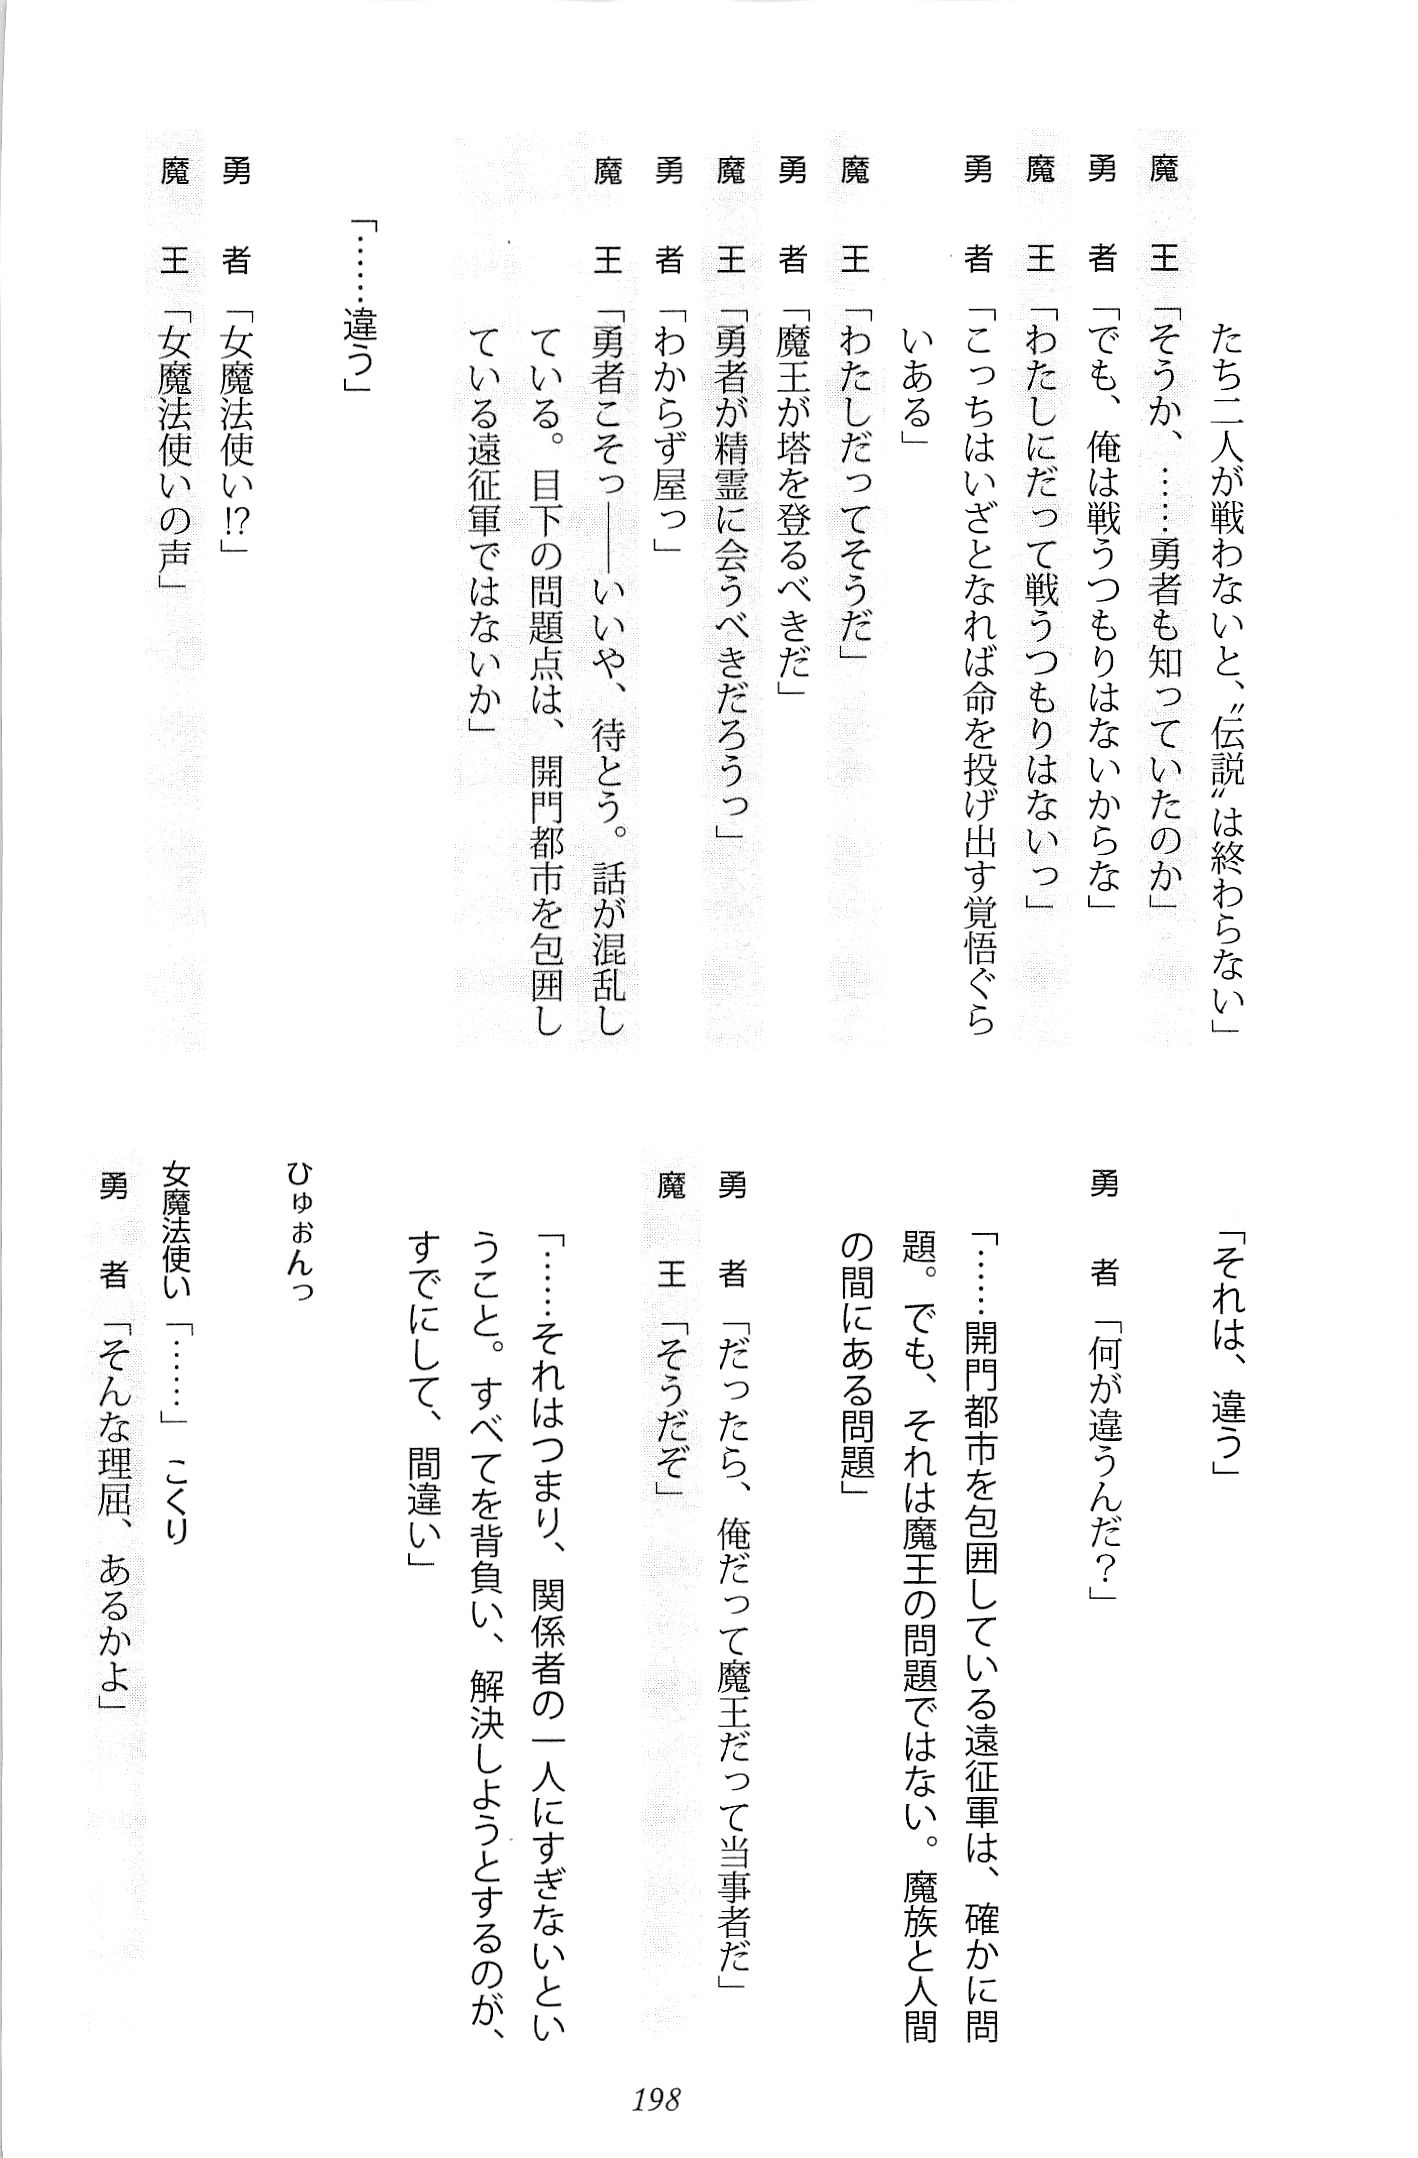 たち二人が戦わないと、〝伝説〟は終わらない」
魔王「そうか、……勇者も知っていたのか」
勇者「でも、俺は戦うつもりはないからな」
魔王「わたしにだって戦うつもりはないっ」
勇者「こっちはいざとなれば命を投げ出す覚悟ぐら
いある」
魔王「わたしだってそうだ」
勇者「魔王が塔を登るべきだ」
魔王「勇者が精霊に会うべきだろうっ」
勇者「わからず屋っ」
魔王「勇者こそっ――いいや、待とう。話が混乱し
ている。目下の問題点は、開門都市を包囲し
ている遠征軍ではないか」
「……違う」
勇者「女魔法使い!?」
魔王「女魔法使いの声」
「それは、違う」
勇者「何が違うんだ？」
「……開門都市を包囲している遠征軍は、確かに問
題。でも、それは魔王の問題ではない。魔族と人間
の間にある問題」
勇者「だったら、俺だって魔王だって当事者だ」
魔王「そうだぞ」
「……それはつまり、関係者の一人にすぎないとい
うこと。すべてを背負い、解決しようとするのが、
すでにして、間違い」
ひゅぉんっ
女魔法使い「……」こくり
勇者「そんな理屈、あるかよ」
198